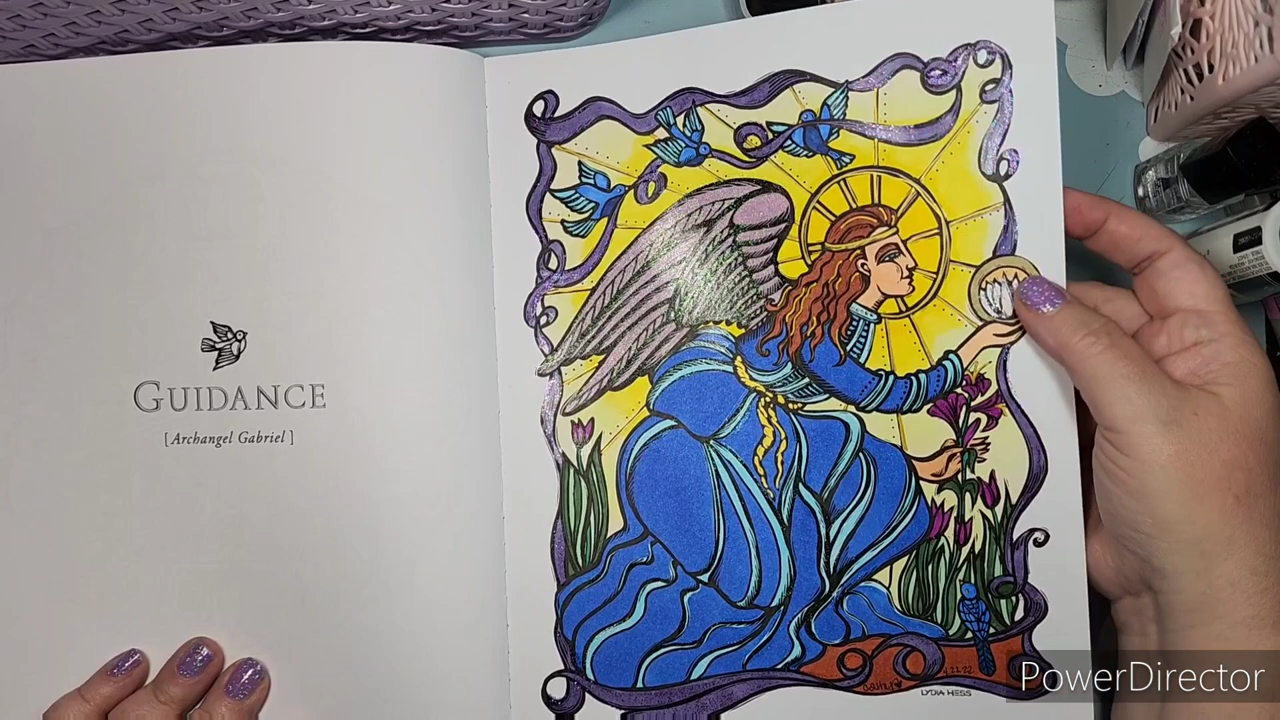 GUIDANCE
[ Archangel Gabriel ]
LYDIA HESS
PowerDirector